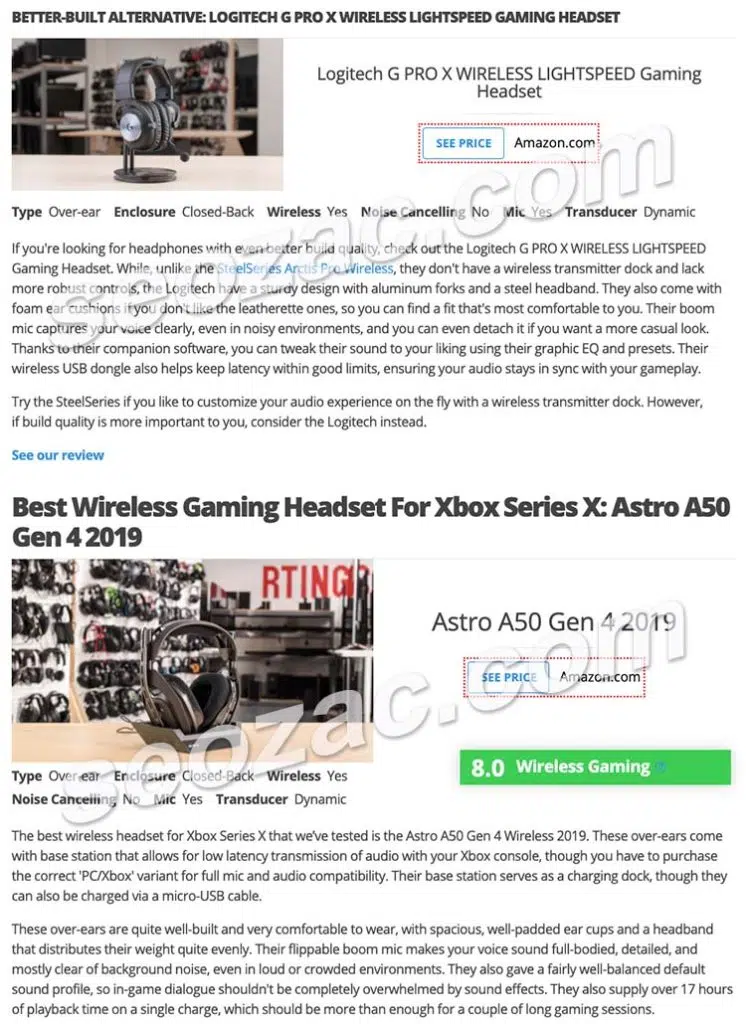 BETTER-BUILT ALTERNATIVE: LOGITECH G PRO X WIRELESS LIGHTSPEED GAMING HEADSET
Logitech G PRO X WIRELESS LIGHTSPEED Gaming
Headset
SEE PRICE Amazon.com
Type Over-ear Enclosure Closed-Back Wireless Yes Noise Cancelling No Mic Yes Transducer Dynamic
If you're looking for headphones with even better build quality, check out the Logitech G PRO X WIRELESS LIGHTSPEED
Gaming Headset. While, unlike the SteelSeries Arctis Pro Wireless, they don't have a wireless transmitter dock and lack
more robust controls, the Logitech have a sturdy design with aluminum forks and a steel headband. They also come with
foam ear cushions if you don't like the leatherette ones, so you can find a fit that's most comfortable to you. Their boom
mic captures your voice clearly, even in noisy environments, and you can even detach it if you want a more casual look.
Thanks to their companion software, you can tweak their sound to your liking using their graphic EQ and presets. Their
wireless USB dongle also helps keep latency within good limits, ensuring your audio stays in sync with your gameplay.
Try the SteelSeries if you like to customize your audio experience on the fly with a wireless transmitter dock. However,
if build quality is more important to you, consider the Logitech instead.
See our review
seozac.com
Best Wireless Gaming Headset For Xbox Series X: Astro A50
Gen 4 2019
RTING
Astro A50 Gen 4 2019
SEE PRICE Amazon.com
8.0 Wireless Gaming
Type Over-ear Enclosure Closed-Back Wireless Yes
Noise Cancelling No Mic Yes Transducer Dynamic
seozac.com
The best wireless headset for Xbox Series X that we've tested is the Astro A50 Gen 4 Wireless 2019. These over-ears come
with base station that allows for low latency transmission of audio with your Xbox console, though you have to purchase
the correct 'PC/Xbox' variant for full mic and audio compatibility. Their base station serves as a charging dock, though they
can also be charged via a micro-USB cable.
These over-ears are quite well-built and very comfortable to wear, with spacious, well-padded ear cups and a headband
that distributes their weight quite evenly. Their flippable boom mic makes your voice sound full-bodied, detailed, and
mostly clear of background noise, even in loud or crowded environments. They also gave a fairly well-balanced default
sound profile, so in-game dialogue shouldn't be completely overwhelmed by sound effects. They also supply over 17 hours
of playback time on a single charge, which should be more than enough for a couple of long gaming sessions.